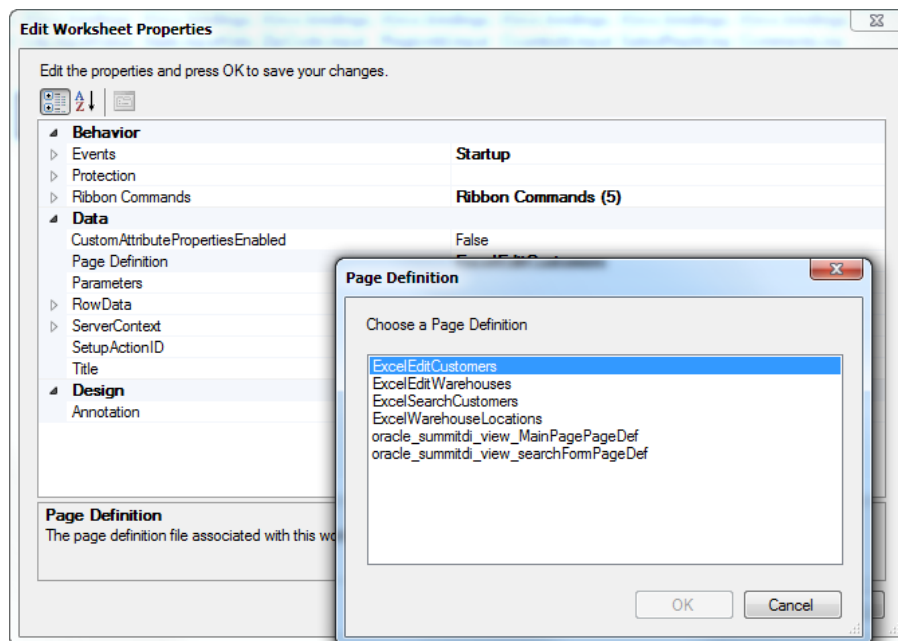 Edit Worksheet Properties
Edit the properties and press OK to save your changes.
Behavior
Events Startup
Protection
Ribbon Commands Ribbon Commands (5)
Data
CustomAttributePropertiesEnabled False
Page Definition
Parameters
RowData
ServerContext
SetupActionID
Title
Design
Annotation
Page Definition
The page definition file associated with this
Page Definition
Choose a Page Definition
ExcelEditCustomers
ExcelEditWarehouses
ExcelSearchCustomers
ExcelWarehouseLocations
oracle_summitdi_view_MainPagePageDef
oracle_summitdi_view_searchFormPageDef
OK Cancel